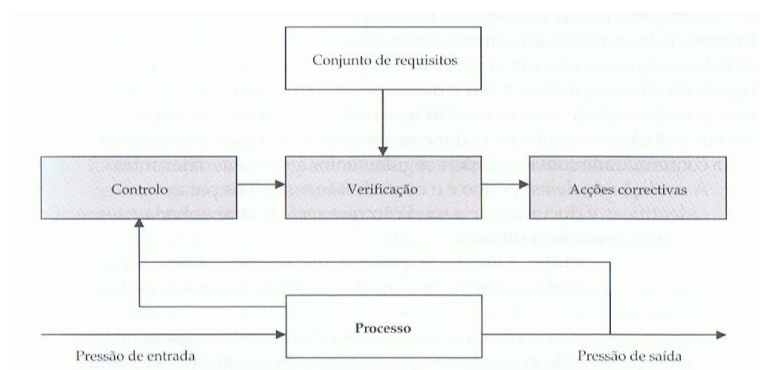 Conjunto de requisitos
Controlo
Verificação
Acções correctivas
Processo
Pressão de entrada
Pressão de saída